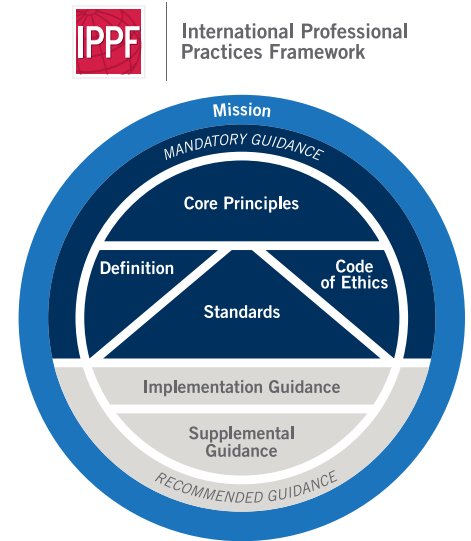 IPPF
International Professional
Practices Framework
Mission
MANDATORY GUIDANCE
Core Principles
Definition
Code
of Ethics
Standards
Implementation Guidance
Supplemental
Guidance
RECOMMENDED GUIDANCE